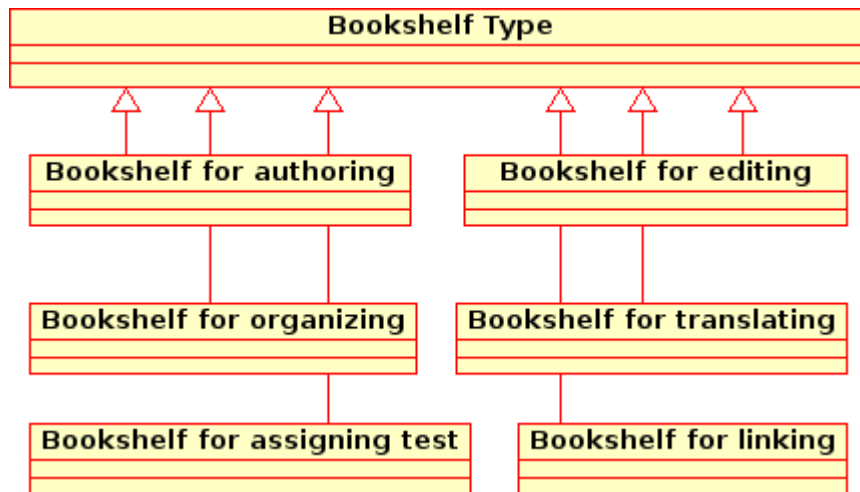 Bookshelf Type
Bookshelf for authoring
Bookshelf for editing
Bookshelf for organizing
Bookshelf for translating
Bookshelf for assigning test
Bookshelf for linking